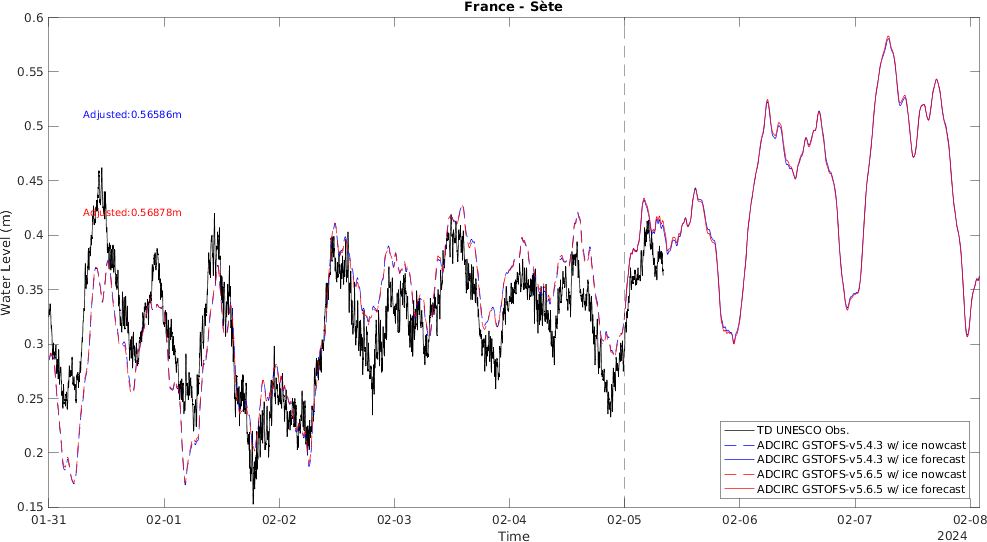 France - Sète
Water Level (m)
0.6
0.55
0.5
0.45
0.4
0.35
0.3
0.25
0.2
0.15
Adjusted:0.56586m
Adjusted:0.56878m
TD UNESCO Obs.
ADCIRC GSTOFS-v5.4.3 w/ ice nowcast
ADCIRC GSTOFS-v5.4.3 w/ ice forecast
ADCIRC GSTOFS-v5.6.5 w/ ice nowcast
ADCIRC GSTOFS-v5.6.5 w/ ice forecast
01-31 02-01 02-02 02-03 02-04 02-05 02-06 02-07 02-08
Time
2024